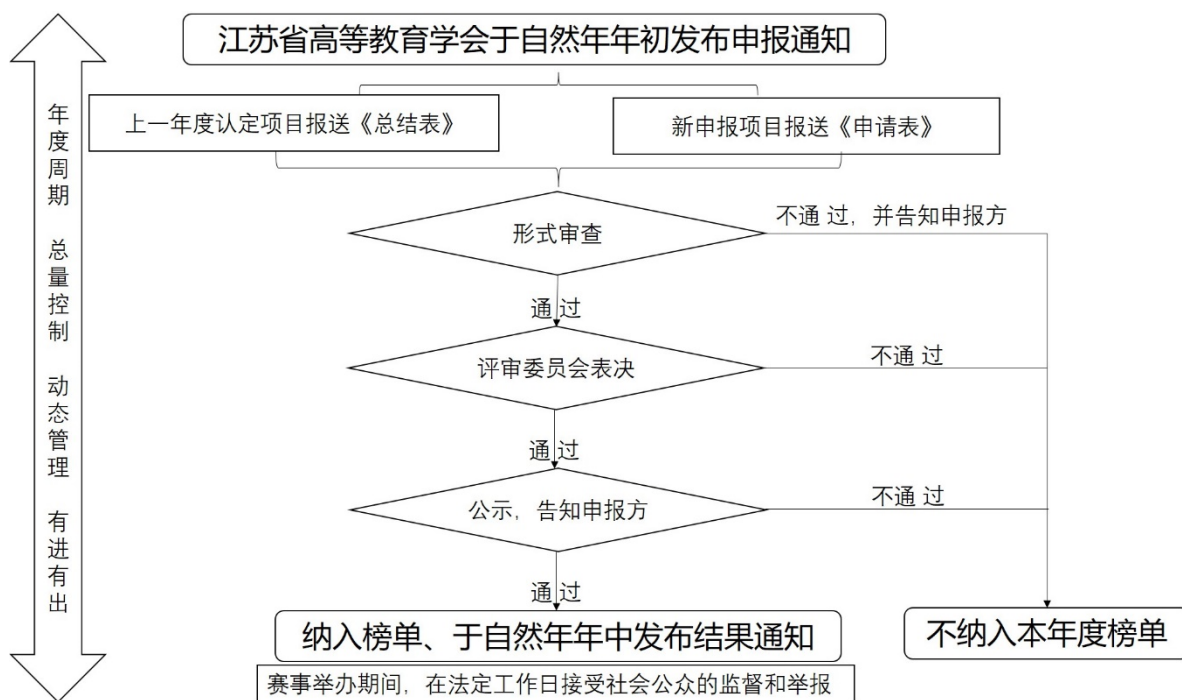 江苏省高等教育学会于自然年年初发布申报通知
上一年度认定项目报送《总结表》
新申报项目报送《申请表》
年度周期 总量控制 动态管理 有进有出
形式审查
不通 过，并告知申报方
通 过
评审委员会表决
不通 过
通 过
公示，告知申报方
不通 过
通 过
纳入榜单、于自然年年中发布结果通知
不纳入本年度榜单
赛事举办期间，在法定工作日接受社会公众的监督和举报